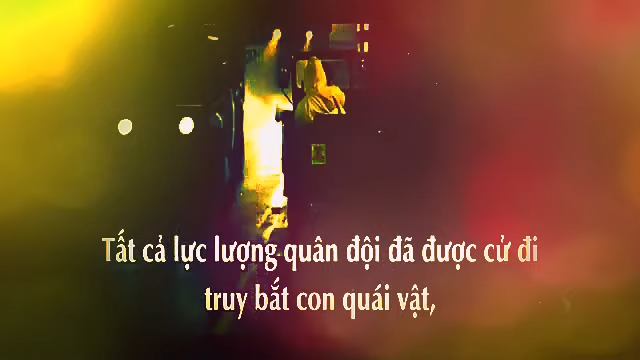 Tất cả lực lượng quân đội đã được cử đi
truy bắt con quái vật,